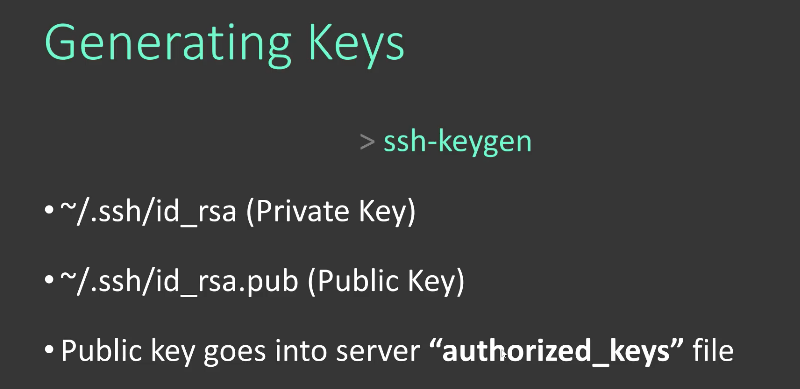 Generating Keys
> ssh-keygen
• ~/.ssh/id_rsa (Private Key)
• ~/.ssh/id_rsa.pub (Public Key)
• Public key goes into server “authorized_keys” file